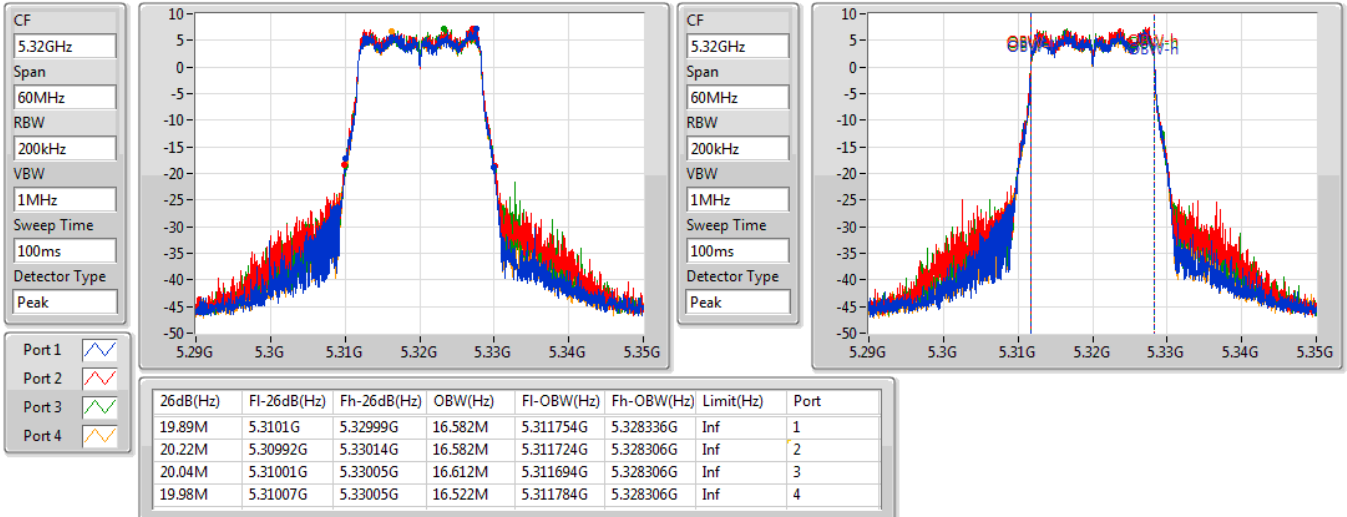 CF
5.32GHz
Span
60MHz
RBW
200kHz
VBW
1MHz
Sweep Time
100ms
Detector Type
Peak
10
5
0
-5
-10
-15
-20
-25
-30
-35
-40
-45
-50
5.29G 5.3G 5.31G 5.32G 5.33G 5.34G 5.35G
CF
5.32GHz
Span
60MHz
RBW
200kHz
VBW
1MHz
Sweep Time
100ms
Detector Type
Peak
10
5
0
-5
-10
-15
-20
-25
-30
-35
-40
-45
-50
OBW-h
5.29G 5.3G 5.31G 5.32G 5.33G 5.34G 5.35G
Port 1
Port 2
Port 3
Port 4
26dB(Hz) Fl-26dB(Hz) Fh-26dB(Hz) OBW(Hz) Fl-OBW(Hz) Fh-OBW(Hz) Limit(Hz) Port
19.89M 5.3101G 5.32999G 16.582M 5.311754G 5.328336G Inf 1
20.22M 5.30992G 5.33014G 16.582M 5.311724G 5.328306G Inf 2
20.04M 5.31001G 5.33005G 16.612M 5.311694G 5.328306G Inf 3
19.98M 5.31007G 5.33005G 16.522M 5.311784G 5.328306G Inf 4